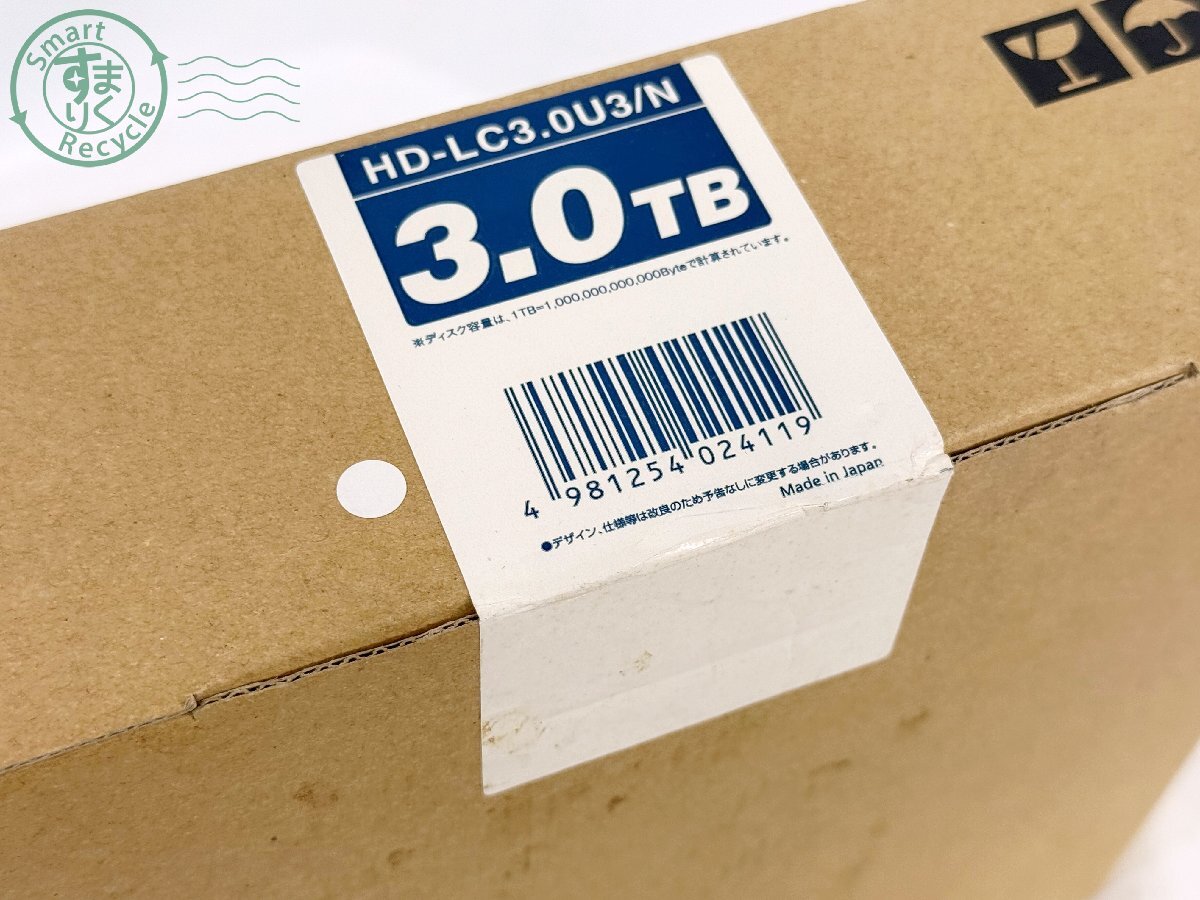 Smart
すまりく
Recycle
HD-LC3.0U3/N
3.0TB
※ディスク容量は、1TB=1,000,000,000,000Byteで計算されています。
4 981254 024119
●デザイン、仕様等は改良のため予告なしに変更する場合があります。
Made in Japan